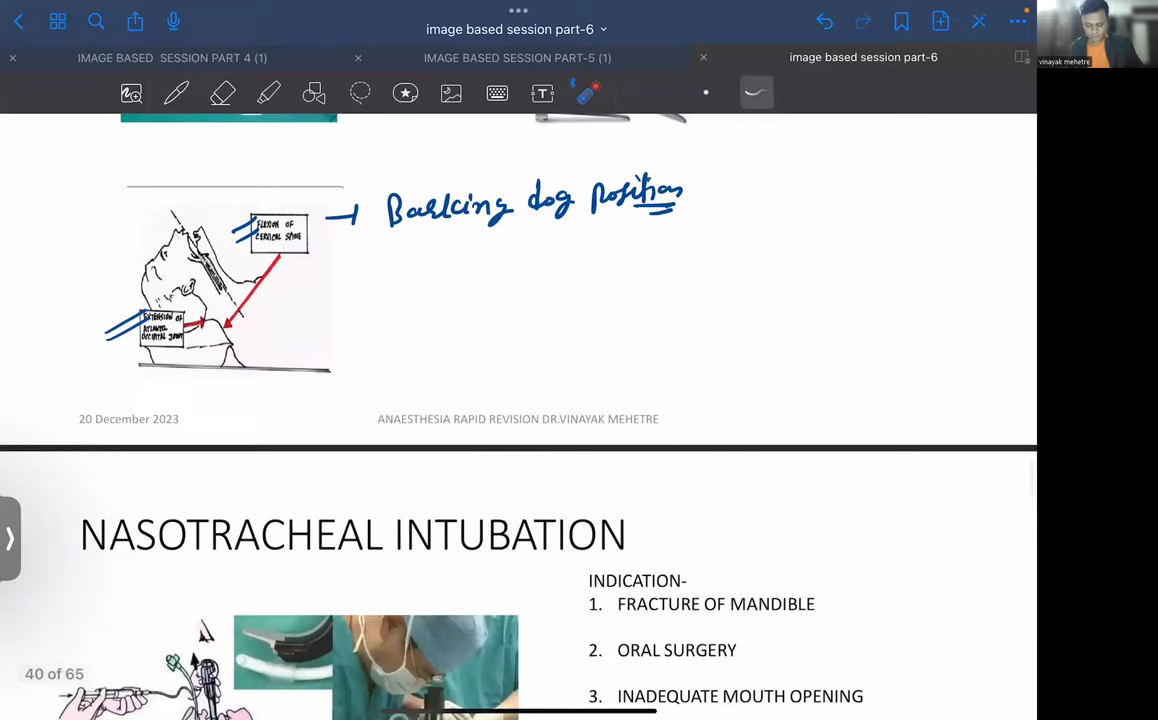 image based session part-6
IMAGE BASED SESSION PART 4 (1)
IMAGE BASED SESSION PART-5 (1)
image based session part-6
vinayak mehetre
T
Barking dog position
FLEXION OF
CERVICAL SPINE
EXTENSION OF
ATLANTO
OCCIPITAL JOINT
20 December 2023
ANAESTHESIA RAPID REVISION DR.VINAYAK MEHETRE
NASOTRACHEAL INTUBATION
INDICATION-
1. FRACTURE OF MANDIBLE
2. ORAL SURGERY
3. INADEQUATE MOUTH OPENING
40 of 65